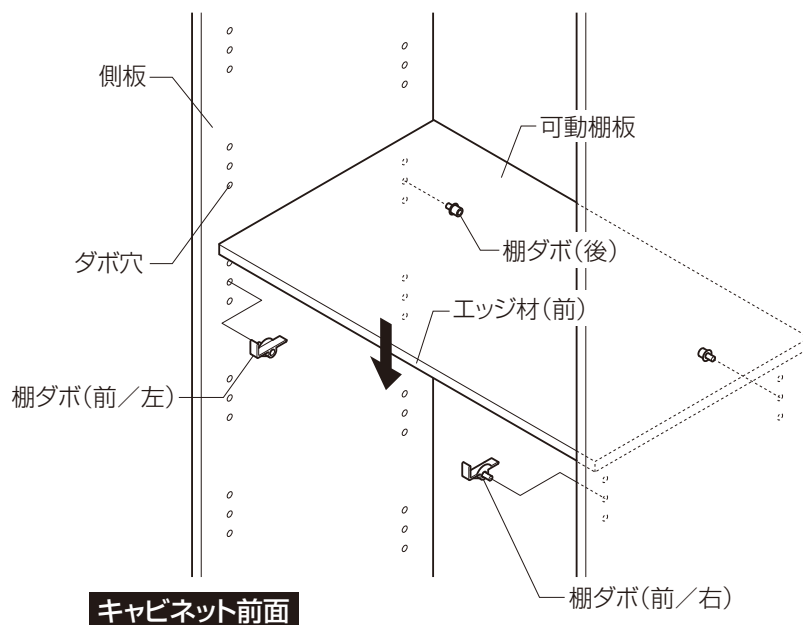 側板
可動棚板
ダボ穴
棚ダボ(後)
エッジ材(前)
棚ダボ(前／左)
棚ダボ(前／右)
キャビネット前面